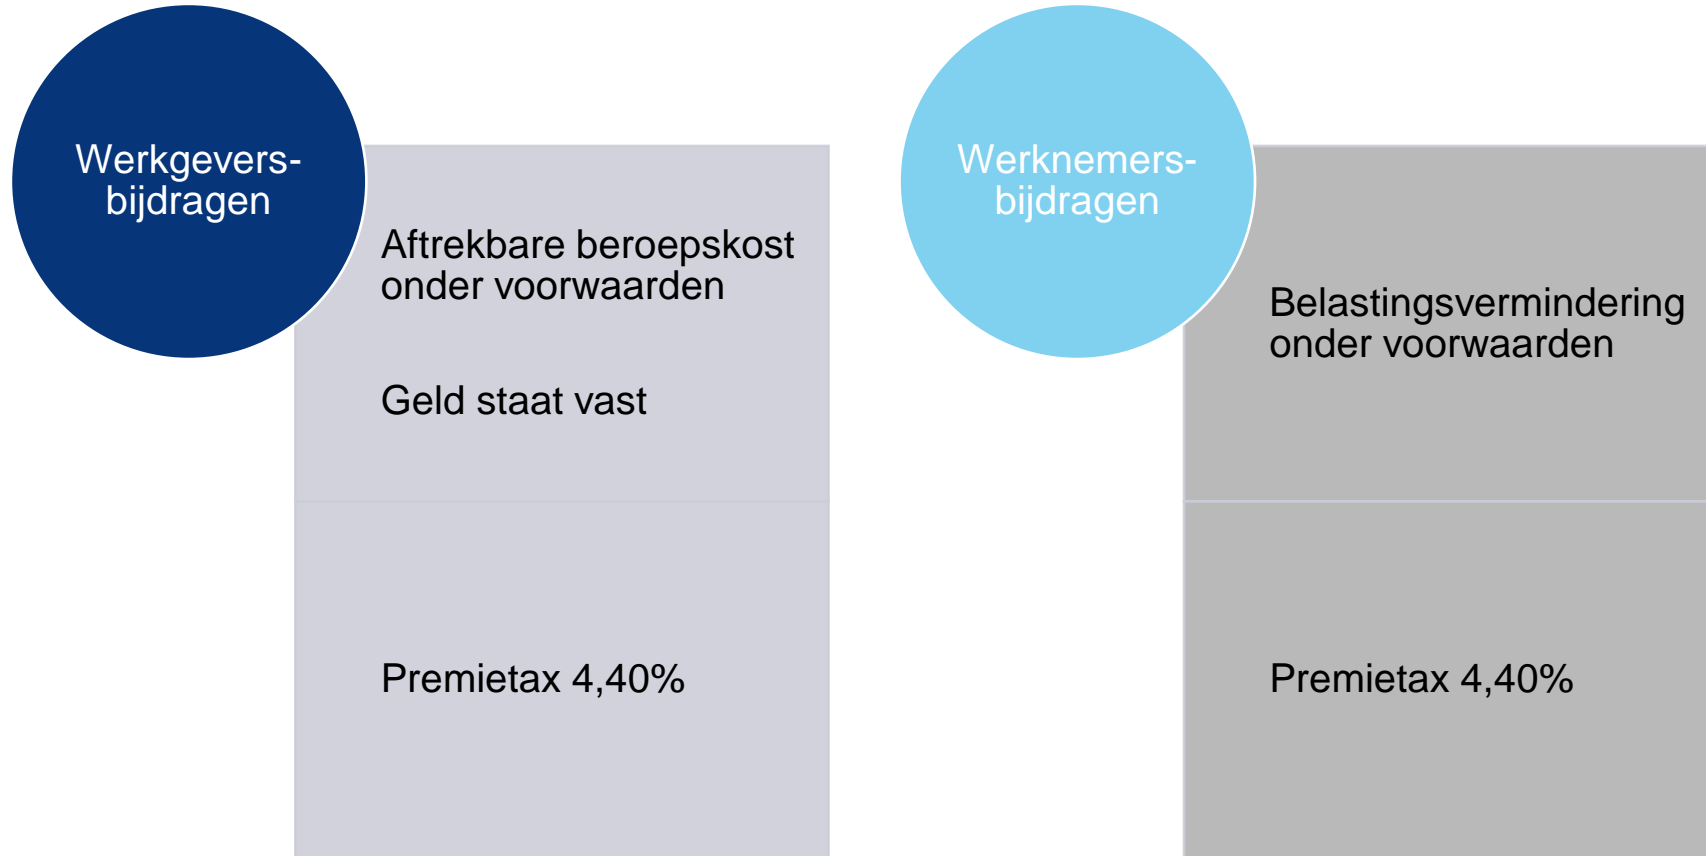 Werkgevers-
bijdragen
Aftrekbare beroepskost
onder voorwaarden
Geld staat vast
Premietax 4,40%
Werknemers-
bijdragen
Belastingsvermindering
onder voorwaarden
Premietax 4,40%